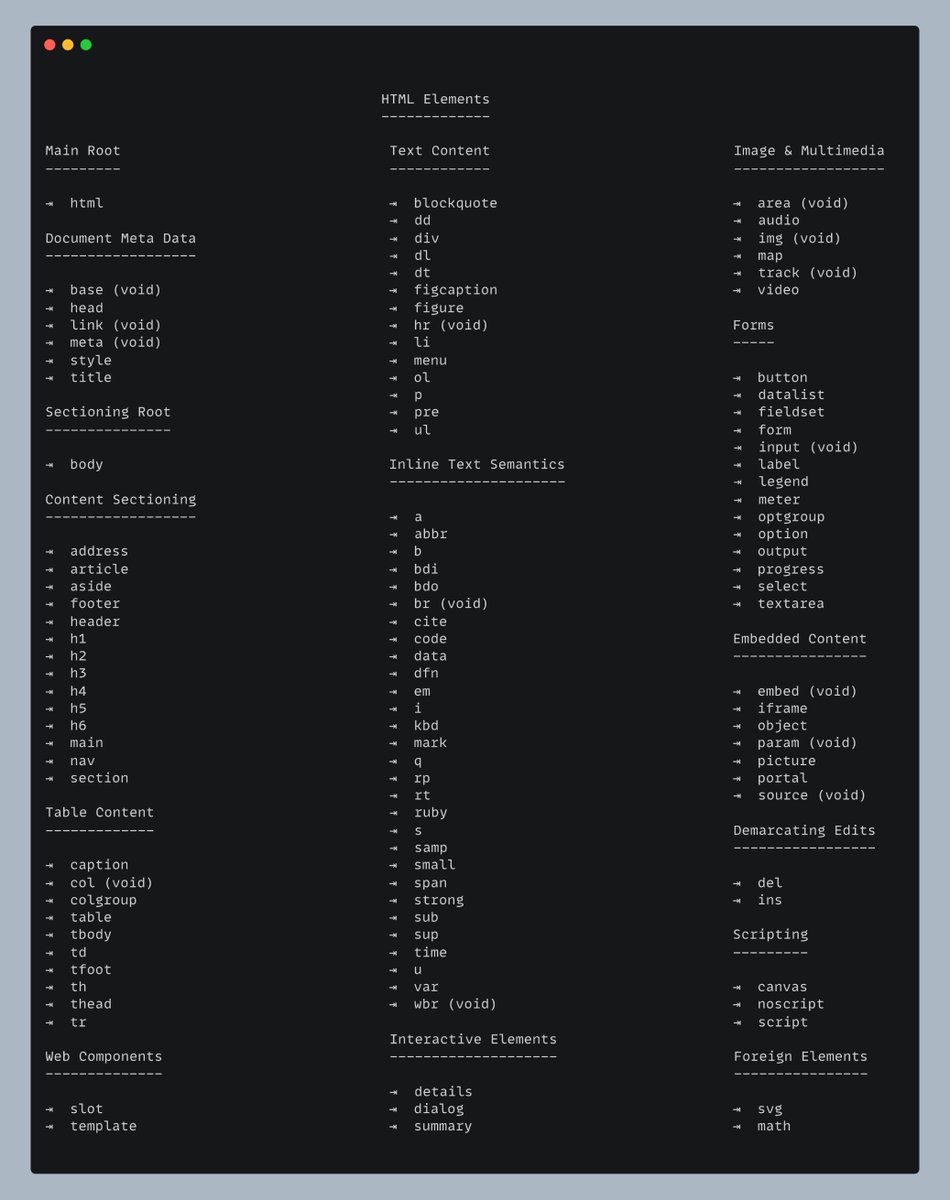 HTML Elements
-------------
Main Root
---------
⇥ html
Document Meta Data
------------------
⇥ base (void)
⇥ head
⇥ link (void)
⇥ meta (void)
⇥ style
⇥ title
Sectioning Root
---------------
⇥ body
Content Sectioning
------------------
⇥ address
⇥ article
⇥ aside
⇥ footer
⇥ header
⇥ h1
⇥ h2
⇥ h3
⇥ h4
⇥ h5
⇥ h6
⇥ main
⇥ nav
⇥ section
Table Content
-------------
⇥ caption
⇥ col (void)
⇥ colgroup
⇥ table
⇥ tbody
⇥ td
⇥ tfoot
⇥ th
⇥ thead
⇥ tr
Web Components
--------------
⇥ slot
⇥ template
Text Content
------------
⇥ blockquote
⇥ dd
⇥ div
⇥ dl
⇥ dt
⇥ figcaption
⇥ figure
⇥ hr (void)
⇥ li
⇥ menu
⇥ ol
⇥ p
⇥ pre
⇥ ul
Inline Text Semantics
---------------------
⇥ a
⇥ abbr
⇥ b
⇥ bdi
⇥ bdo
⇥ br (void)
⇥ cite
⇥ code
⇥ data
⇥ dfn
⇥ em
⇥ i
⇥ kbd
⇥ mark
⇥ q
⇥ rp
⇥ rt
⇥ ruby
⇥ s
⇥ samp
⇥ small
⇥ span
⇥ strong
⇥ sub
⇥ sup
⇥ time
⇥ u
⇥ var
⇥ wbr (void)
Interactive Elements
--------------------
⇥ details
⇥ dialog
⇥ summary
Image & Multimedia
------------------
⇥ area (void)
⇥ audio
⇥ img (void)
⇥ map
⇥ track (void)
⇥ video
Forms
-----
⇥ button
⇥ datalist
⇥ fieldset
⇥ form
⇥ input (void)
⇥ label
⇥ legend
⇥ meter
⇥ optgroup
⇥ option
⇥ output
⇥ progress
⇥ select
⇥ textarea
Embedded Content
----------------
⇥ embed (void)
⇥ iframe
⇥ object
⇥ param (void)
⇥ picture
⇥ portal
⇥ source (void)
Demarcating Edits
-----------------
⇥ del
⇥ ins
Scripting
---------
⇥ canvas
⇥ noscript
⇥ script
Foreign Elements
----------------
⇥ svg
⇥ math